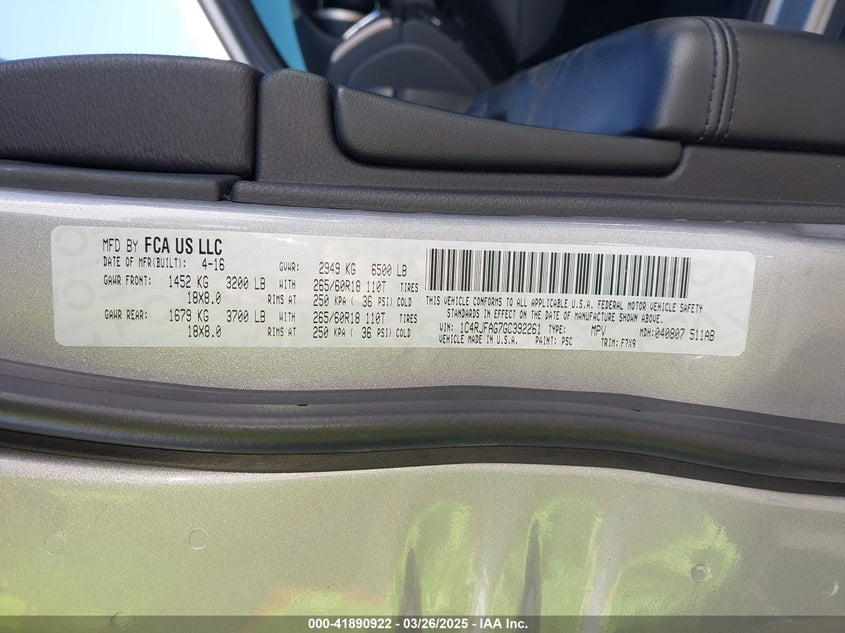 MFD BY FCA US LLC
DATE OF MFR(BUILT): 4-16 GVWR: 2949 KG 6500 LB
GAWR FRONT: 1452 KG 3200 LB WITH 265/60R18 110T TIRES
18X8.0 RIMS AT 250 KPA ( 36 PSI) COLD
GAWR REAR: 1679 KG 3700 LB WITH 265/60R18 110T TIRES
18X8.0 RIMS AT 250 KPA ( 36 PSI) COLD
THIS VEHICLE CONFORMS TO ALL APPLICABLE U.S.A. FEDERAL MOTOR VEHICLE SAFETY
STANDARDS IN EFFECT ON THE DATE OF MANUFACTURE SHOWN ABOVE.
VIN: 1C4RJFAG7GC392261 TYPE: MPV MDH: 040807 511AB
VEHICLE MADE IN U.S.A. PAINT: PSC TRIM: F7X9
000-41890922 - 03/26/2025 - IAA Inc.